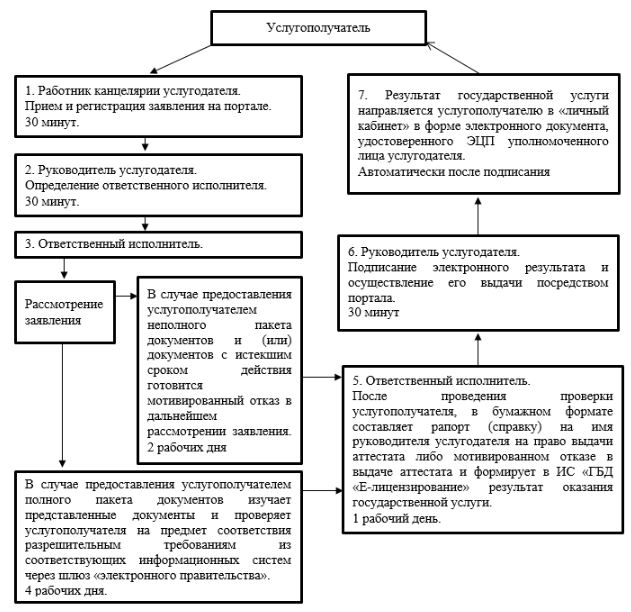 Услугополучатель
1. Работник канцелярии услугодателя.
Прием и регистрация заявления на портале.
30 минут.
2. Руководитель услугодателя.
Определение ответственного исполнителя.
30 минут.
3. Ответственный исполнитель.
Рассмотрение
заявления
В случае предоставления
услугополучателем
неполного пакета
документов и (или)
документов с истекшим
сроком действия
готовится
мотивированный отказ в
дальнейшем
рассмотрении заявления.
2 рабочих дня
В случае предоставления услугополучателем
полного пакета документов изучает
представленные документы и проверяет
услугополучателя на предмет соответствия
разрешительным требованиям из
соответствующих информационных систем
через шлюз «электронного правительства».
4 рабочих дня.
5. Ответственный исполнитель.
После проведения проверки
услугополучателя, в бумажном формате
составляет рапорт (справку) на имя
руководителя услугодателя на право выдачи
аттестата либо мотивированном отказе в
выдаче аттестата и формирует в ИС «ГБД
«Е-лицензирование» результат оказания
государственной услуги.
1 рабочий день.
6. Руководитель услугодателя.
Подписание электронного результата и
осуществление его выдачи посредством
портала.
30 минут
7. Результат государственной услуги
направляется услугополучателю в «личный
кабинет» в форме электронного документа,
удостоверенного ЭЦП уполномоченного
лица услугодателя.
Автоматически после подписания